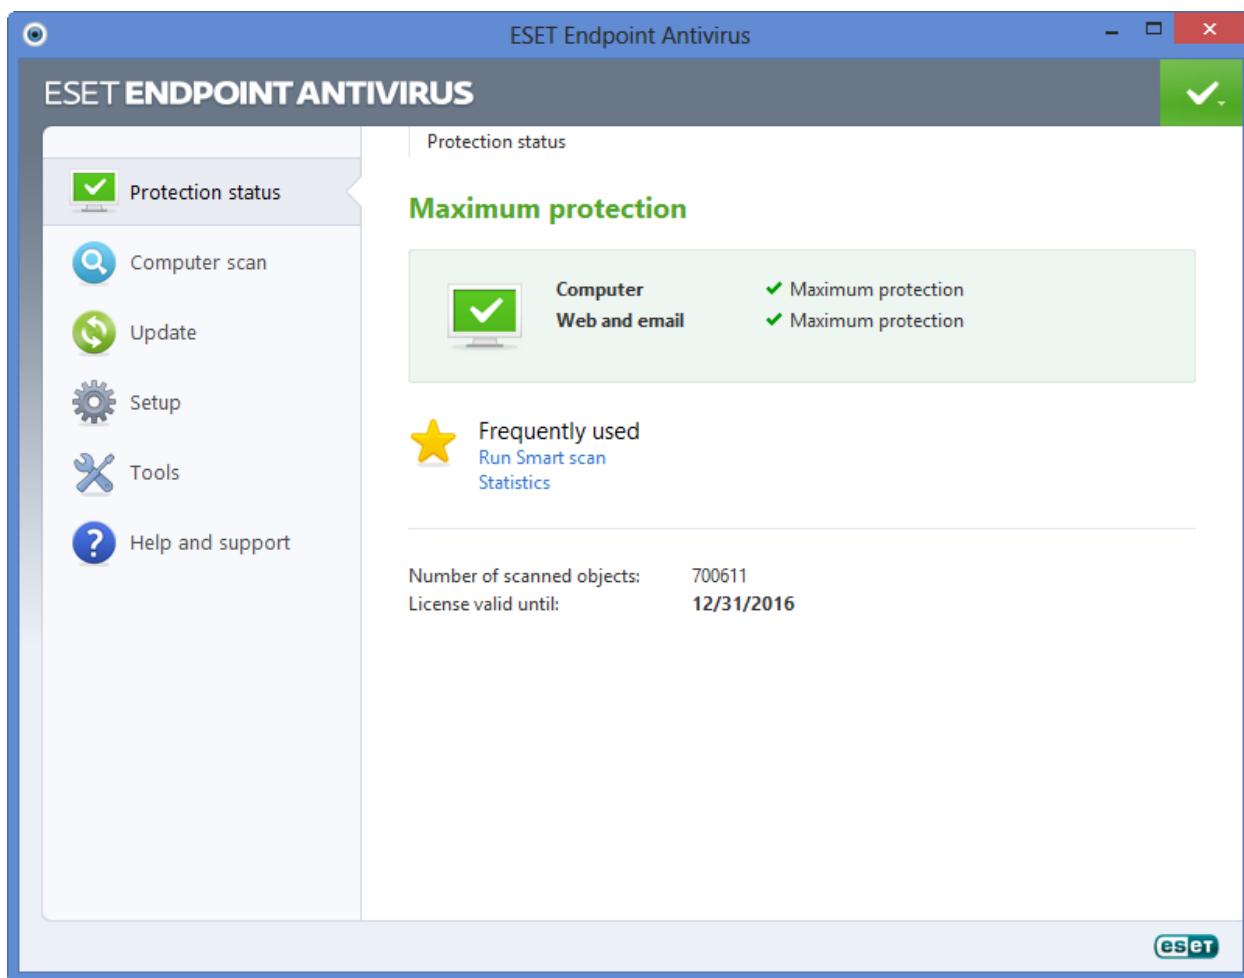 ESET Endpoint Antivirus
ESET ENDPOINT ANTIVIRUS
Protection status
Computer scan
Update
Setup
Tools
? Help and support
Protection status
Maximum protection
Computer Maximum protection
Web and email Maximum protection
Frequently used
Run Smart scan
Statistics
Number of scanned objects: 700611
License valid until: 12/31/2016
eseT